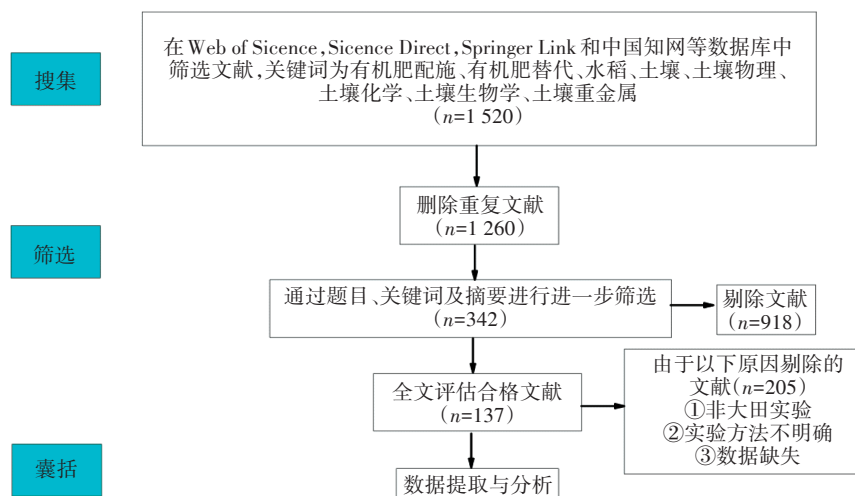 搜集
在Web of Sicence,Sicence Direct,Springer Link和中国知网等数据库中
筛选文献,关键词为有机肥配施、有机肥替代、水稻、土壤、土壤物理、
土壤化学、土壤生物学、土壤重金属
(n=1 520)
删除重复文献
(n=1 260)
筛选
通过题目、关键词及摘要进行进一步筛选
(n=342)
剔除文献
(n=918)
全文评估合格文献
(n=137)
由于以下原因剔除的
文献(n=205)
①非大田实验
②实验方法不明确
③数据缺失
囊括
数据提取与分析